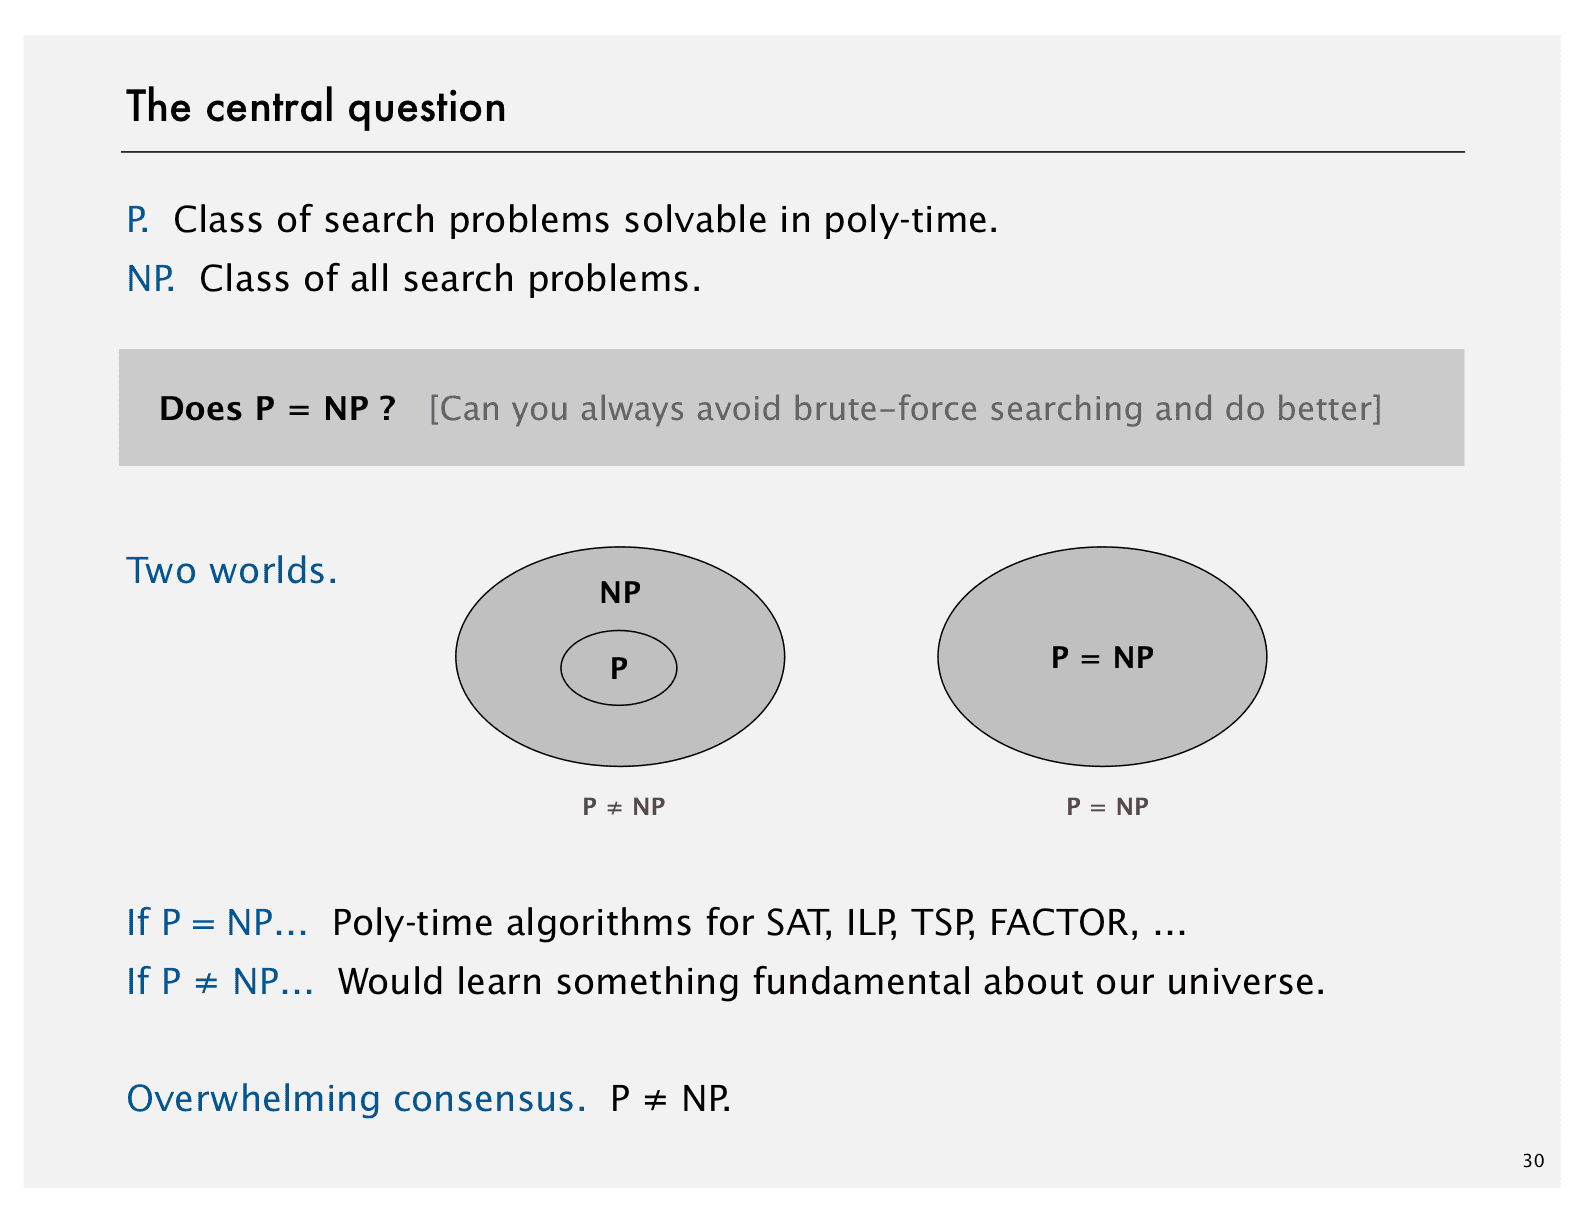 The central question
P. Class of search problems solvable in poly-time.
NP. Class of all search problems.
Does P = NP ? [Can you always avoid brute–force searching and do better]
Two worlds.
NP
P
P = NP
P ≠ NP
P = NP
If P = NP… Poly-time algorithms for SAT, ILP, TSP, FACTOR, …
If P ≠ NP… Would learn something fundamental about our universe.
Overwhelming consensus. P ≠ NP.
30